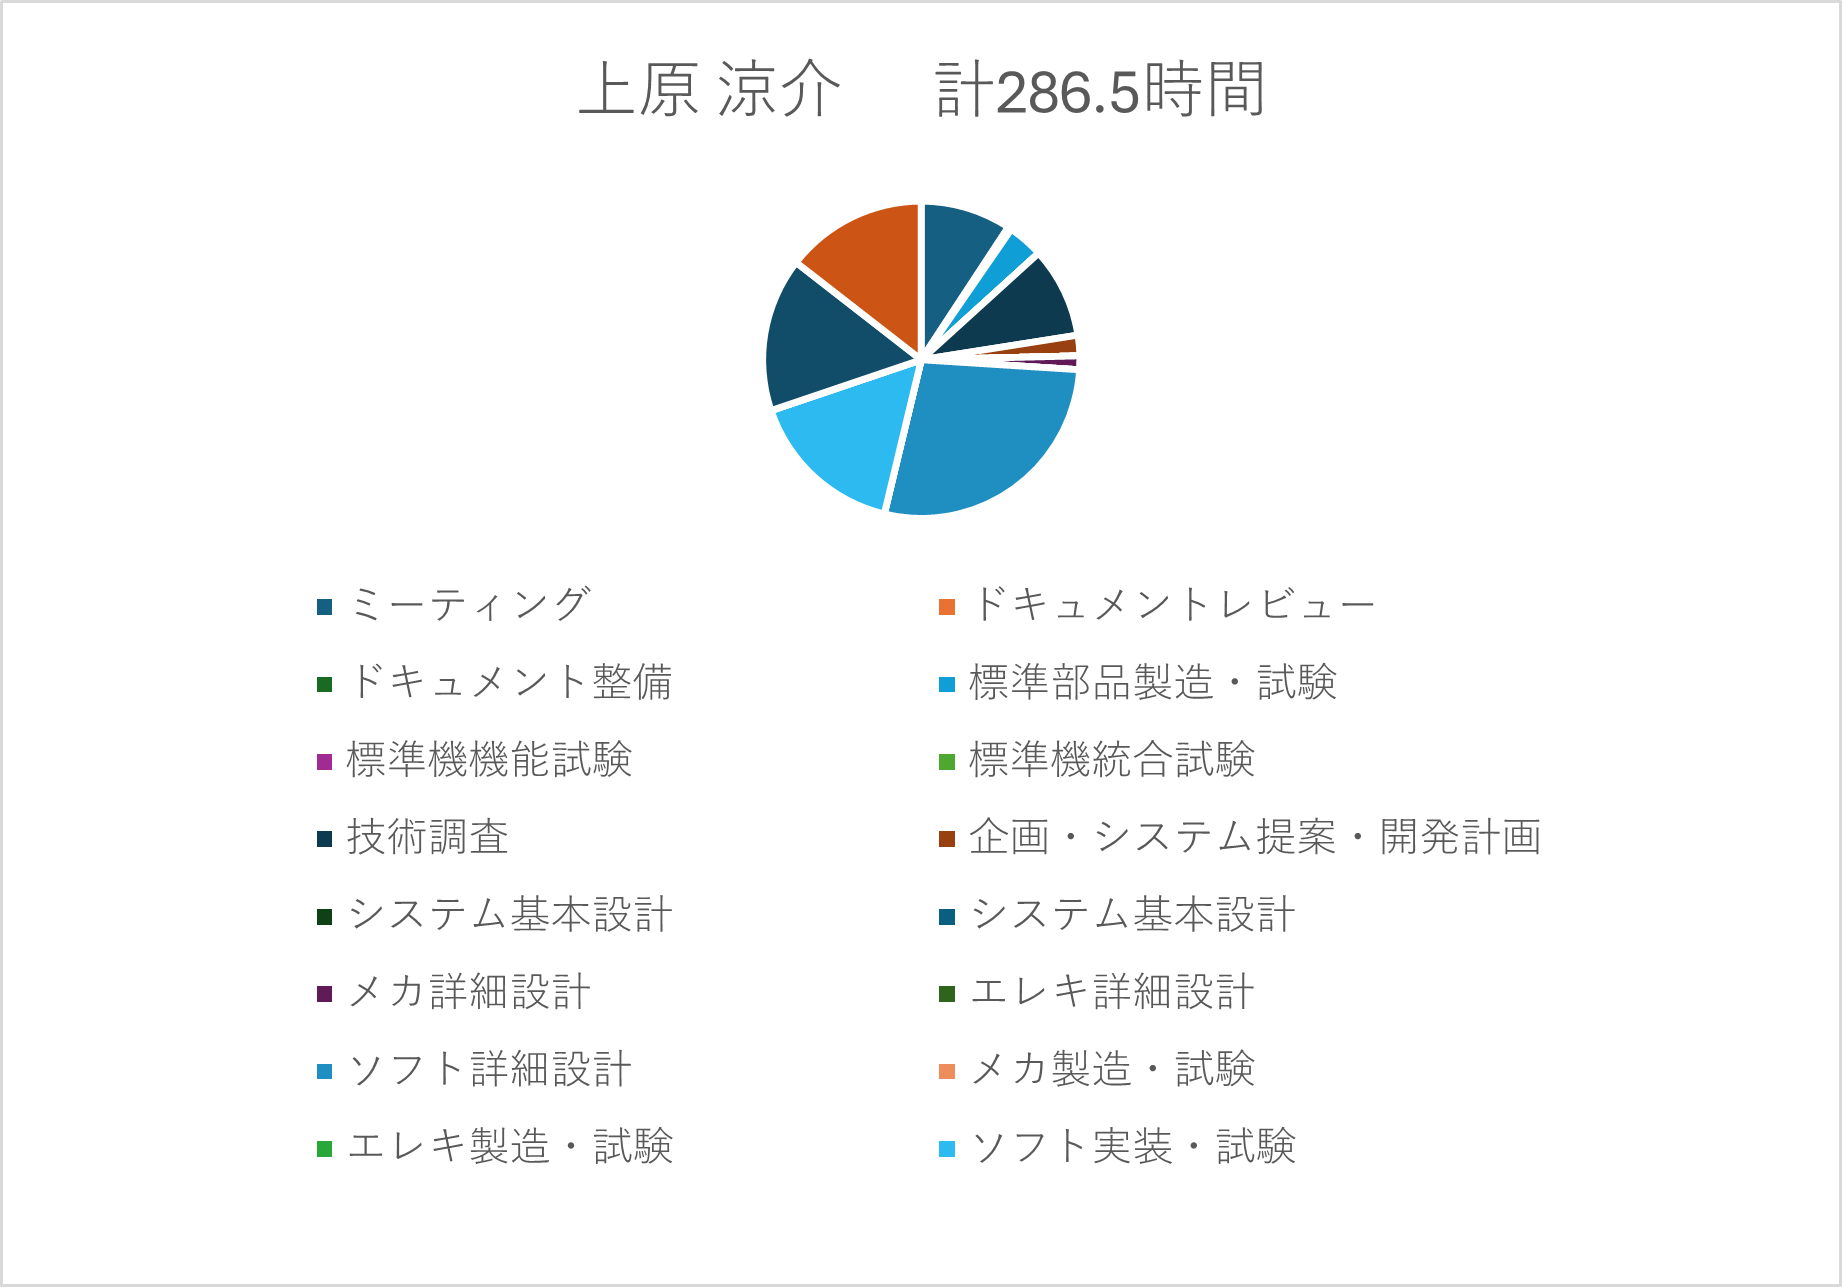 上原 涼介　計286.5時間
ミーティング
ドキュメントレビュー
ドキュメント整備
標準部品製造・試験
標準機機能試験
標準機統合試験
技術調査
企画・システム提案・開発計画
システム基本設計
システム基本設計
メカ詳細設計
エレキ詳細設計
ソフト詳細設計
メカ製造・試験
エレキ製造・試験
ソフト実装・試験